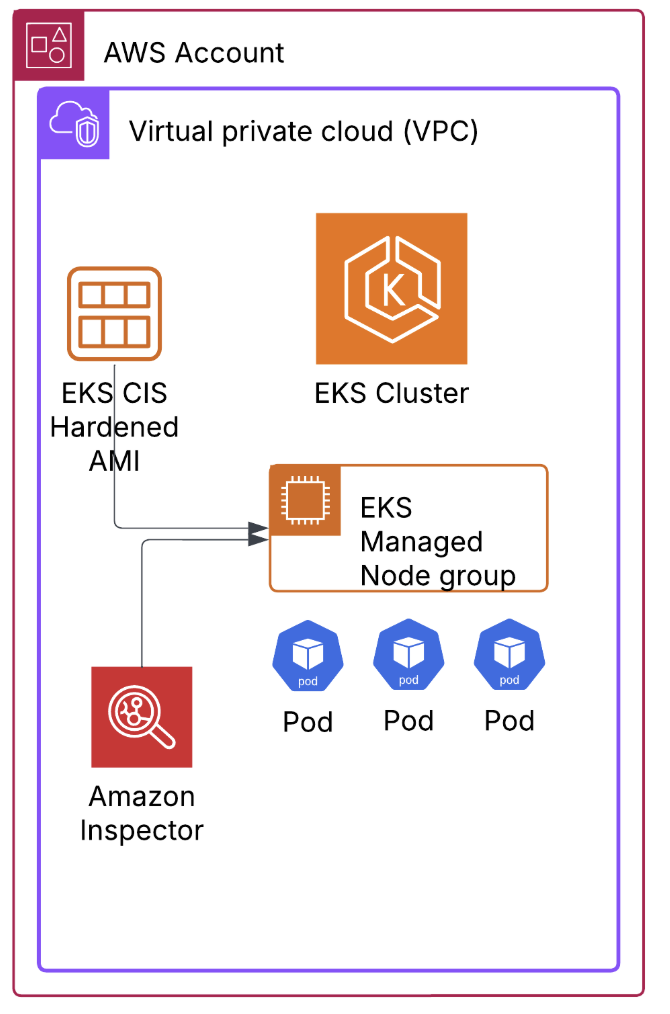 AWS Account
Virtual private cloud (VPC)
K
EKS CIS
Hardened
AMI
EKS Cluster
EKS
Managed
Node group
pod
pod
pod
Pod
Pod
Pod
Amazon
Inspector